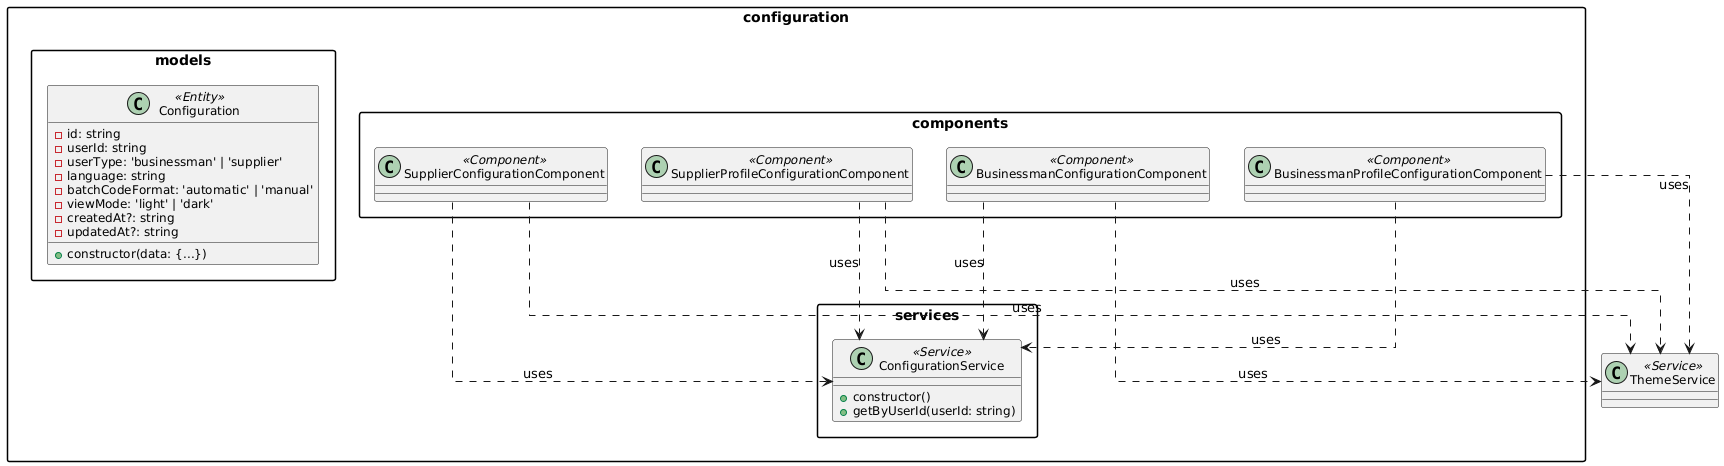 configuration
models
C
«Entity»
Configuration
id: string
userId: string
userType: 'businessman' | 'supplier'
language: string
batchCodeFormat: 'automatic' | 'manual'
viewMode: 'light' | 'dark'
createdAt?: string
updatedAt?: string
constructor(data: {...})
components
C
«Component»
SupplierConfigurationComponent
C
«Component»
SupplierProfileConfigurationComponent
C
«Component»
BusinessmanConfigurationComponent
C
«Component»
BusinessmanProfileConfigurationComponent
uses
uses
uses
uses
uses
uses
uses
uses
services
C
«Service»
ConfigurationService
constructor()
getByUserId(userId: string)
C
«Service»
ThemeService